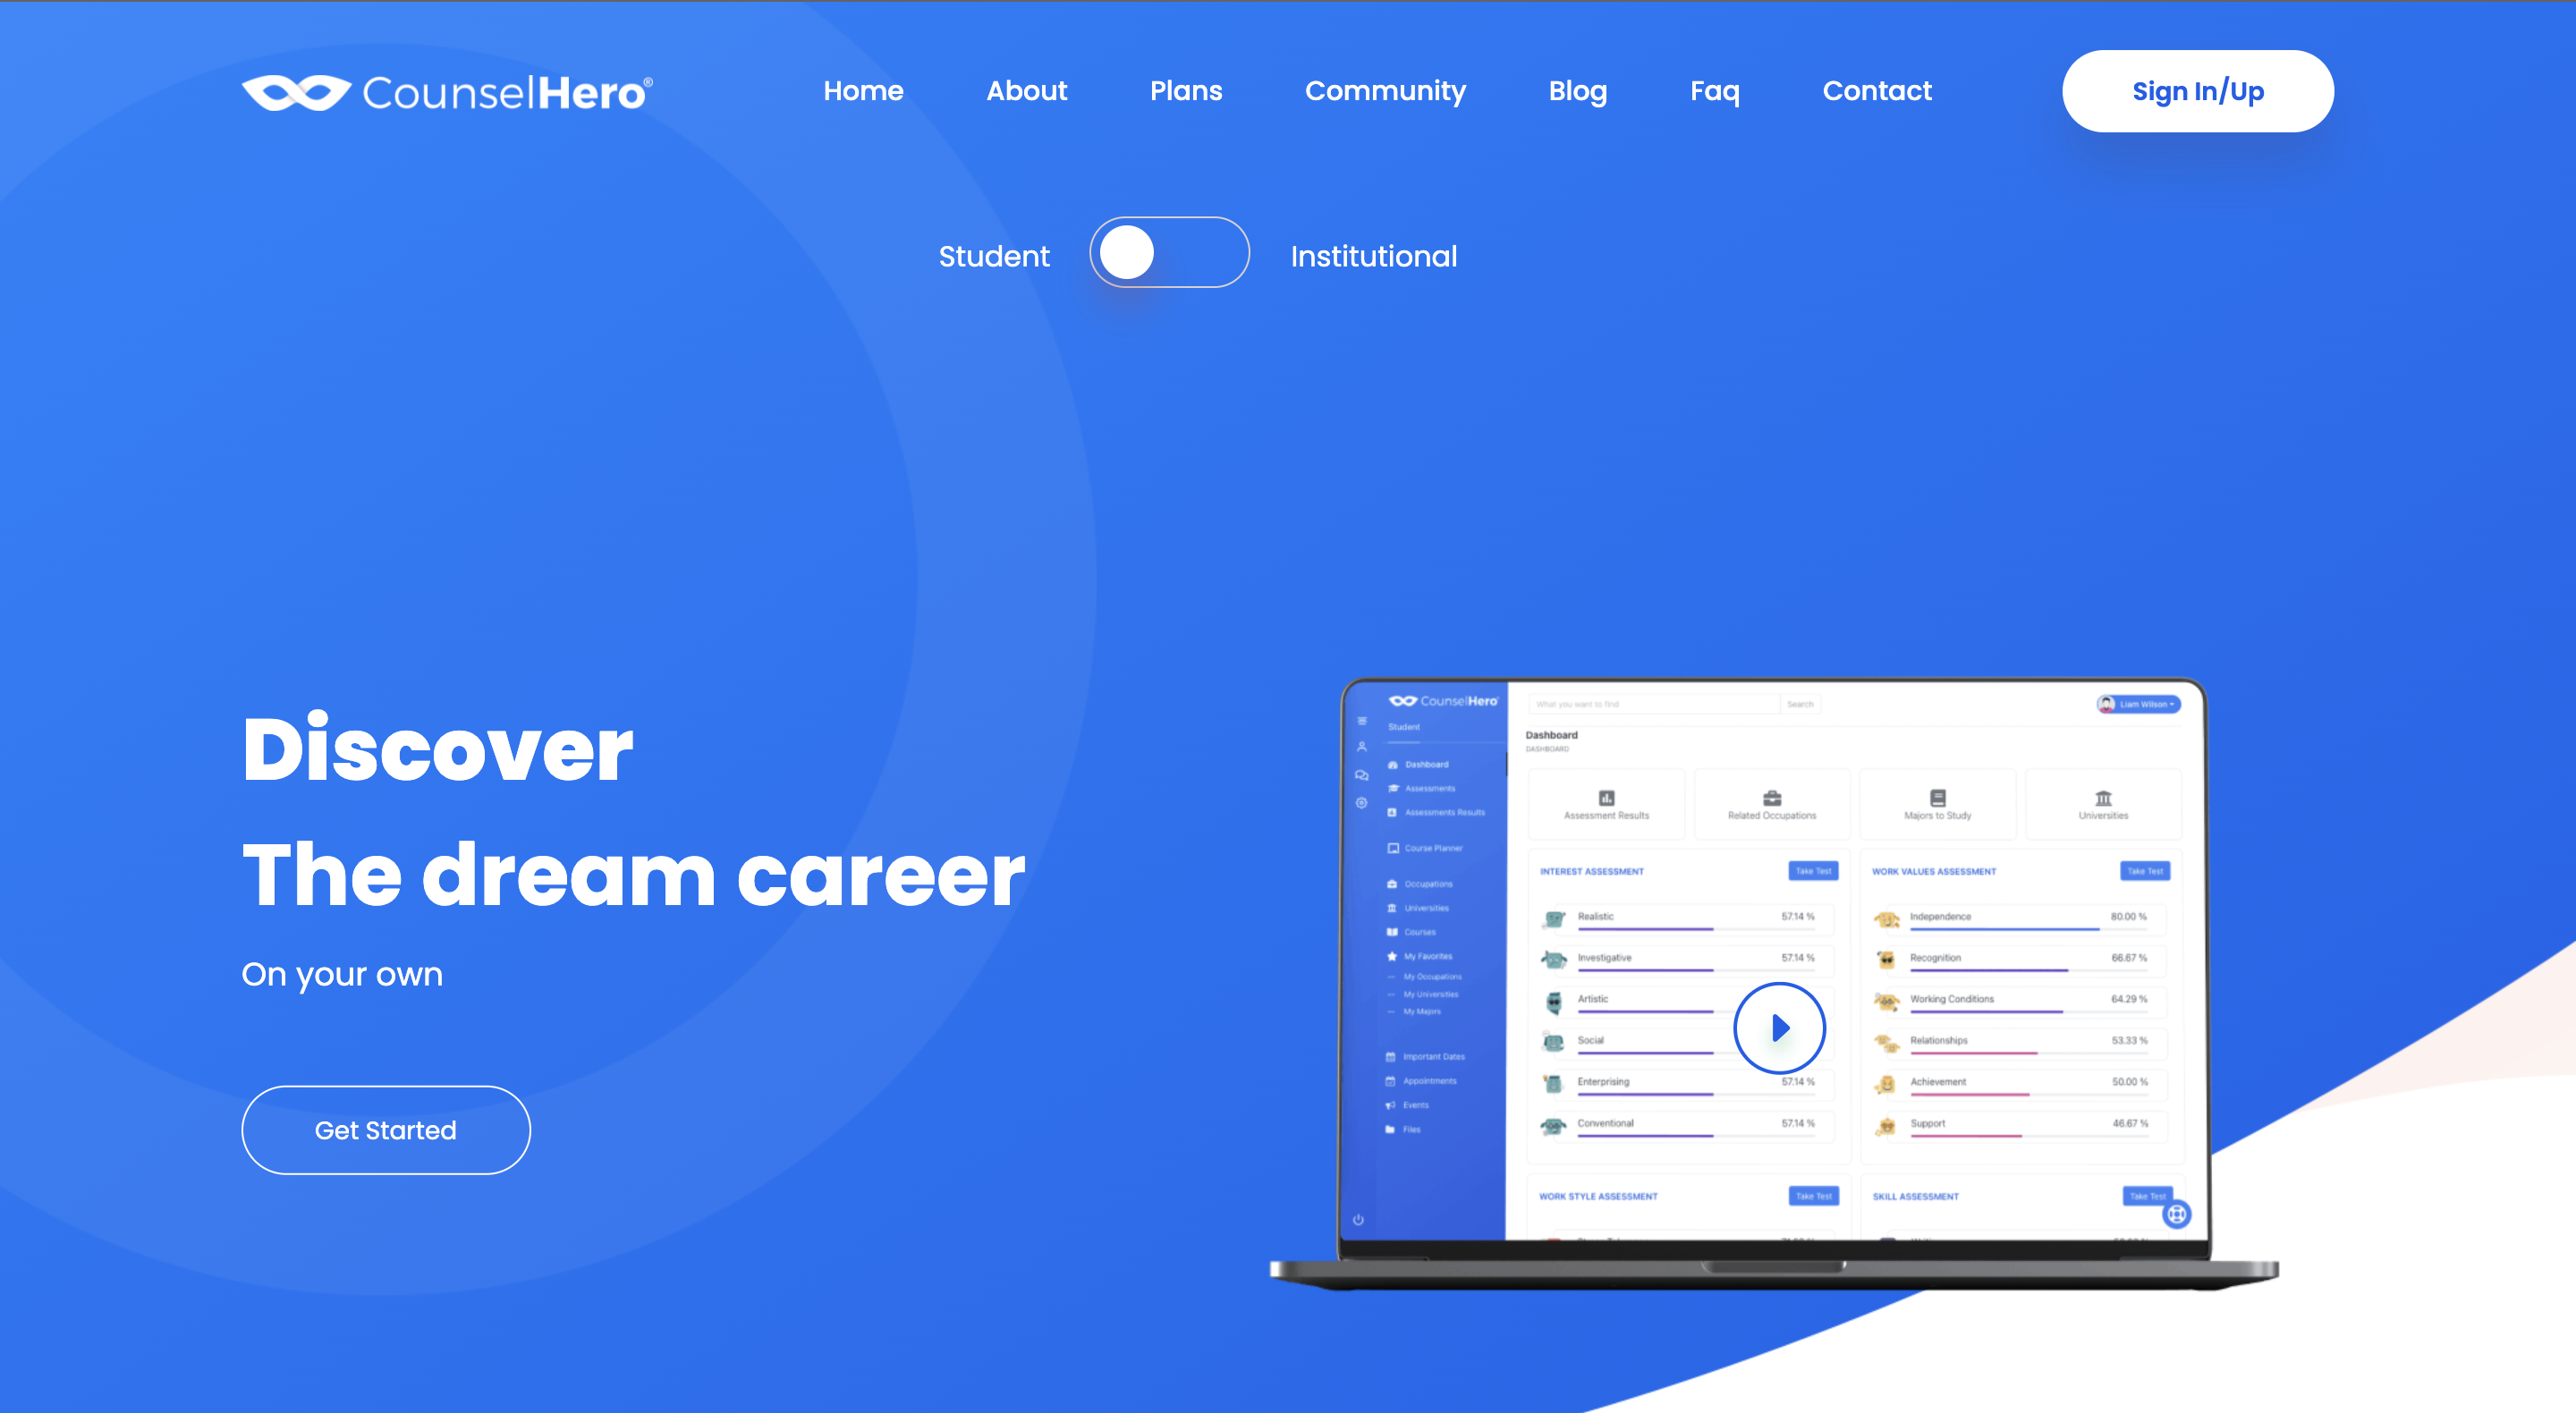 CounselHero®
Home About Plans Community Blog Faq Contact
Sign In/Up
Student Institutional
Discover
The dream career
On your own
Get Started
CounselHero
Student
Dashboard
Assessments
Assessments Results
Course Planner
Occupations
Universities
Courses
My Favorites
My Occupations
My Universities
My Majors
Important Dates
Appointments
Events
Files
What you want to find Search
Liam Wilson
Dashboard
DASHBOARD
Assessment Results
Related Occupations
Majors to Study
Universities
INTEREST ASSESSMENT Take Test
Realistic 57.14 %
Investigative 57.14 %
Artistic
Social
Enterprising 57.14 %
Conventional 57.14 %
WORK VALUES ASSESSMENT Take Test
Independence 80.00 %
Recognition 66.67 %
Working Conditions 64.29 %
Relationships 53.33 %
Achievement 50.00 %
Support 46.67 %
WORK STYLE ASSESSMENT Take Test
SKILL ASSESSMENT Take Test